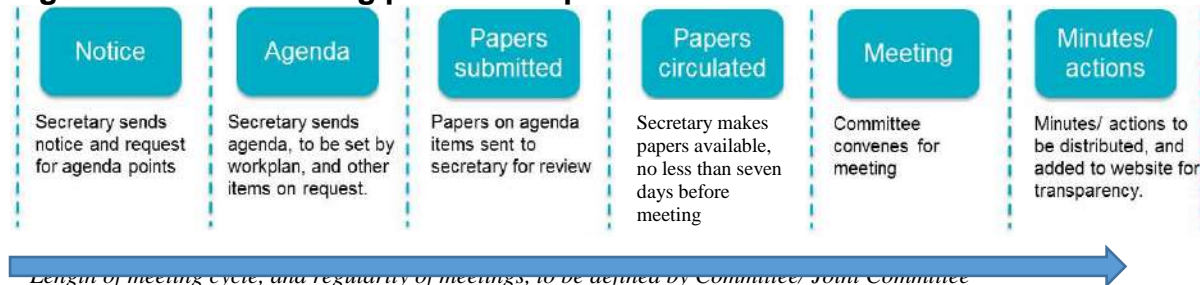 Notice
Agenda
Papers
submitted
Papers
circulated
Meeting
Minutes/
actions
Secretary sends
notice and request
for agenda points
Secretary sends
agenda, to be set by
workplan, and other
items on request.
Papers on agenda
items sent to
secretary for review
Secretary makes
papers available,
no less than seven
days before
meeting
Committee
convenes for
meeting
Minutes/ actions to
be distributed, and
added to website for
transparency.
Length of meeting cycle, and regularity of meetings, to be defined by Committee/ Joint Committee